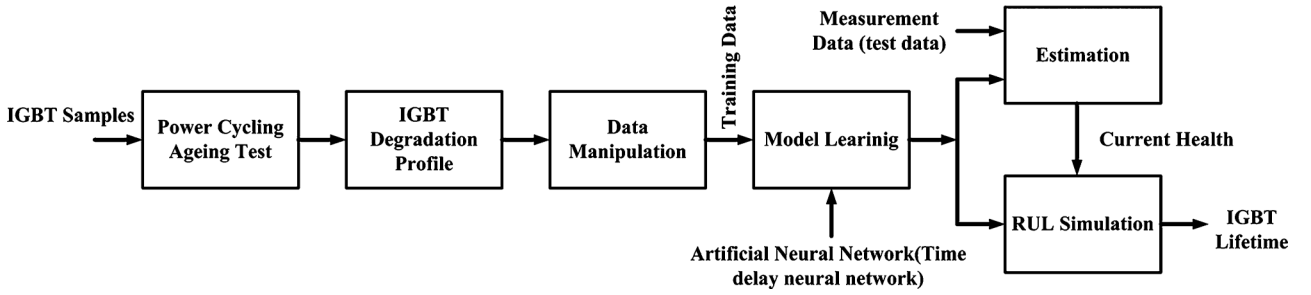 IGBT Samples
Power Cycling
Ageing Test
IGBT
Degradation
Profile
Data
Manipulation
Training Data
Model Learinig
Artificial Neural Network(Time
delay neural network)
Measurement
Data (test data)
Estimation
Current Health
RUL Simulation
IGBT
Lifetime